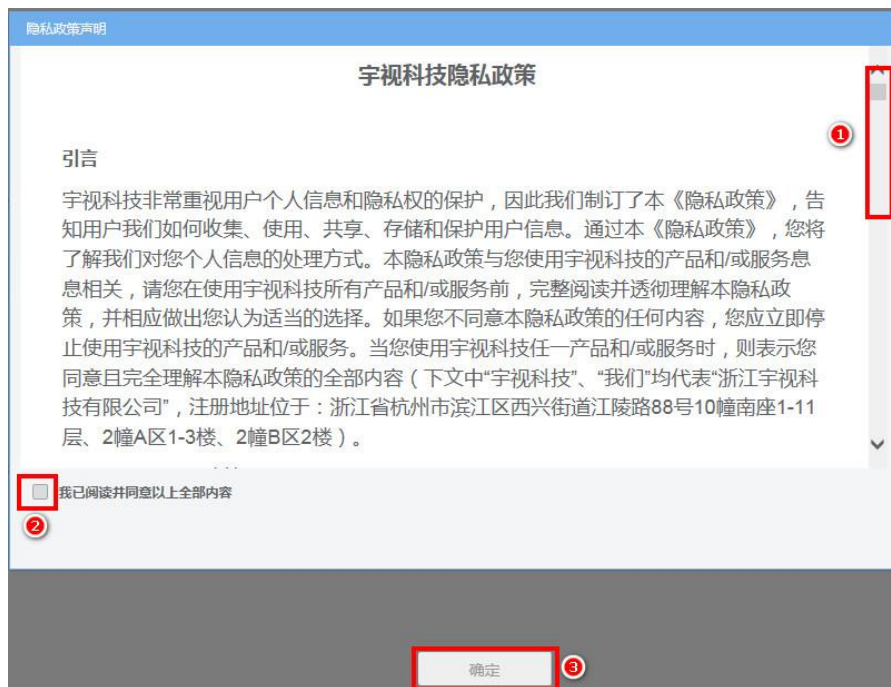 隐私政策声明
宇视科技隐私政策
1
引言
宇视科技非常重视用户个人信息和隐私权的保护，因此我们制订了本《隐私政策》，告
知用户我们如何收集、使用、共享、存储和保护用户信息。通过本《隐私政策》，您将
了解我们对您个人信息的处理方式。本隐私政策与您使用宇视科技的产品和/或服务息
息相关，请您在使用宇视科技所有产品和/或服务前，完整阅读并透彻理解本隐私政
策，并相应做出您认为适当的选择。如果您不同意本隐私政策的任何内容，您应立即停
止使用宇视科技的产品和/或服务。当您使用宇视科技任一产品和/或服务时，则表示您
同意且完全理解本隐私政策的全部内容（下文中“宇视科技”、“我们”均代表“浙江宇视科
技有限公司”，注册地址位于：浙江省杭州市滨江区西兴街道江陵路88号10幢南座1-11
层、2幢A区1-3楼、2幢B区2楼）。
我已阅读并同意以上全部内容
2
确定
3